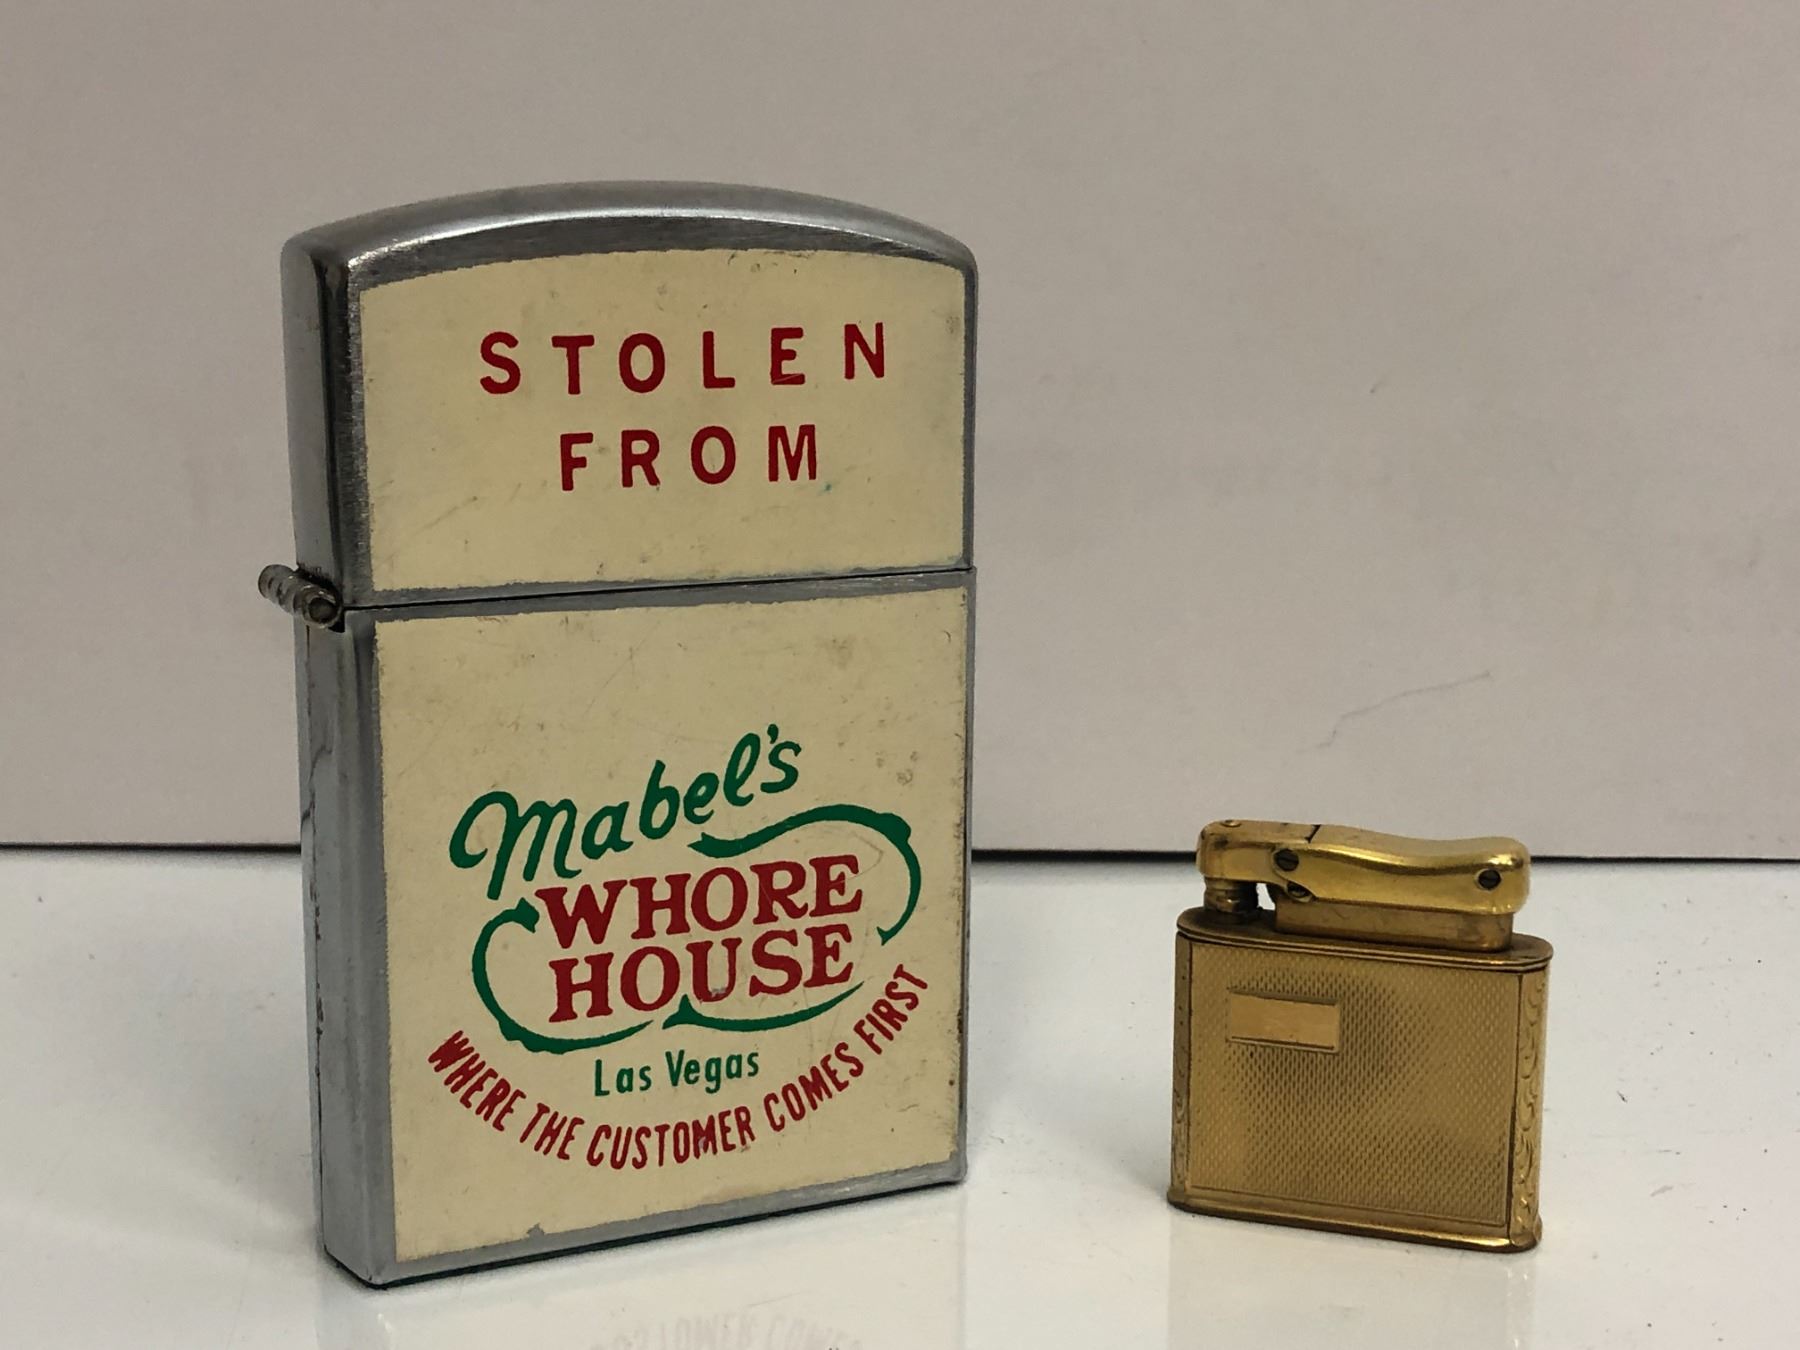 STOLEN
FROM
Mabel's
WHORE
HOUSE
Las Vegas
WHERE THE CUSTOMER COMES FIRST